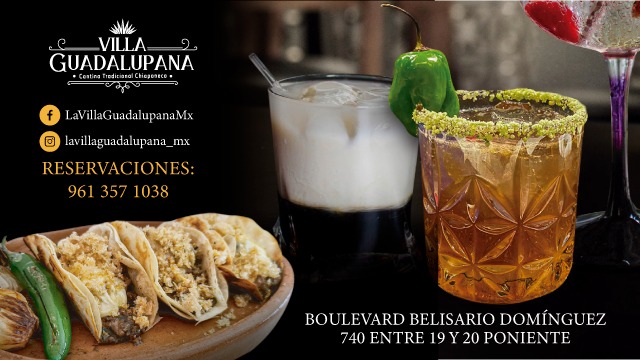 VILLA
GUADALUPANA
• Cantina Tradicional Chiapaneca •
LaVillaGuadalupanaMx
lavillaguadalupana_mx
RESERVACIONES:
961 357 1038
BOULEVARD BELISARIO DOMÍNGUEZ
740 ENTRE 19 Y 20 PONIENTE